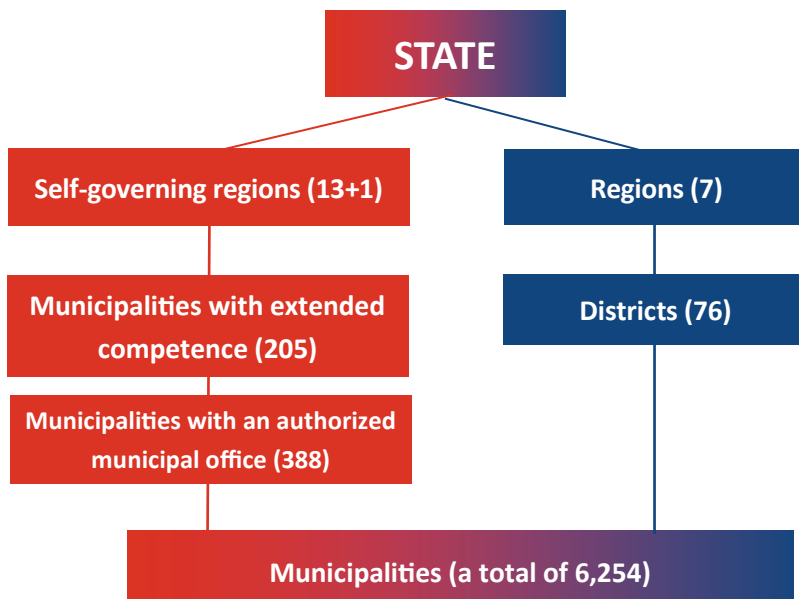 STATE
Self-governing regions (13+1)
Regions (7)
Municipalities with extended
competence (205)
Districts (76)
Municipalities with an authorized
municipal office (388)
Municipalities (a total of 6,254)